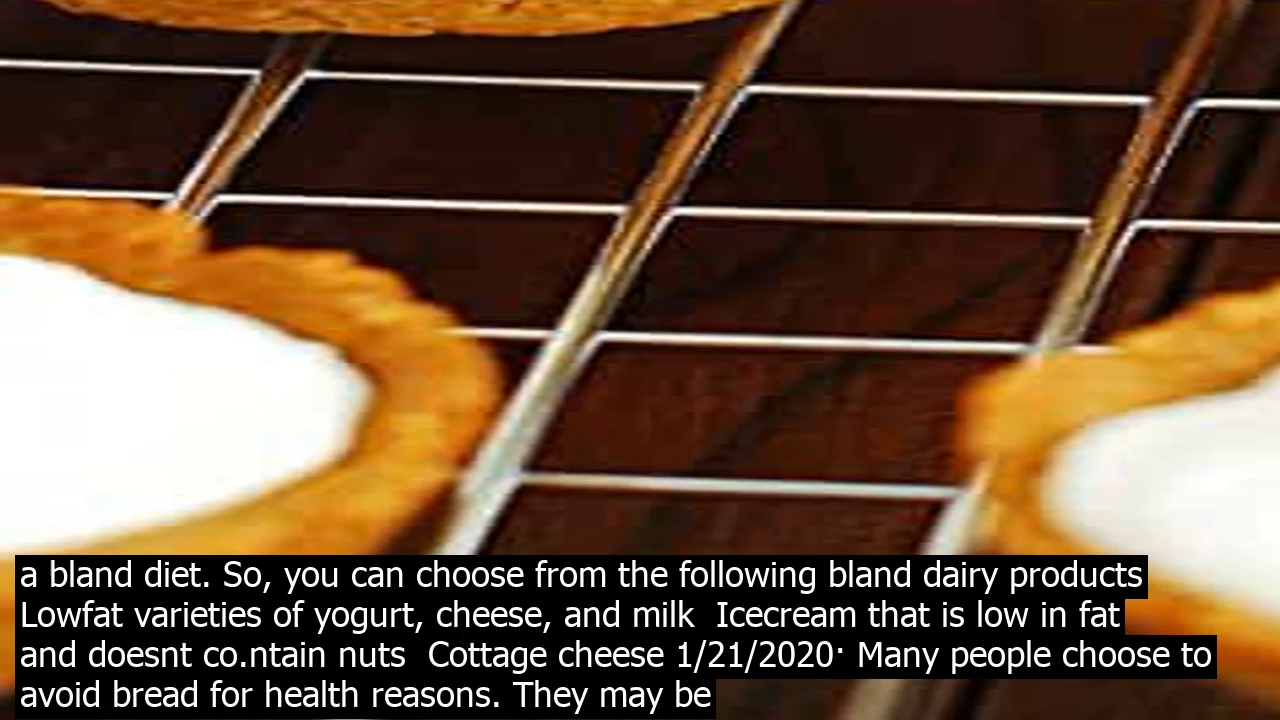 a bland diet. So, you can choose from the following bland dairy products
Lowfat varieties of yogurt, cheese, and milk  Icecream that is low in fat
and doesnt co.ntain nuts  Cottage cheese 1/21/2020· Many people choose to
avoid bread for health reasons. They may be